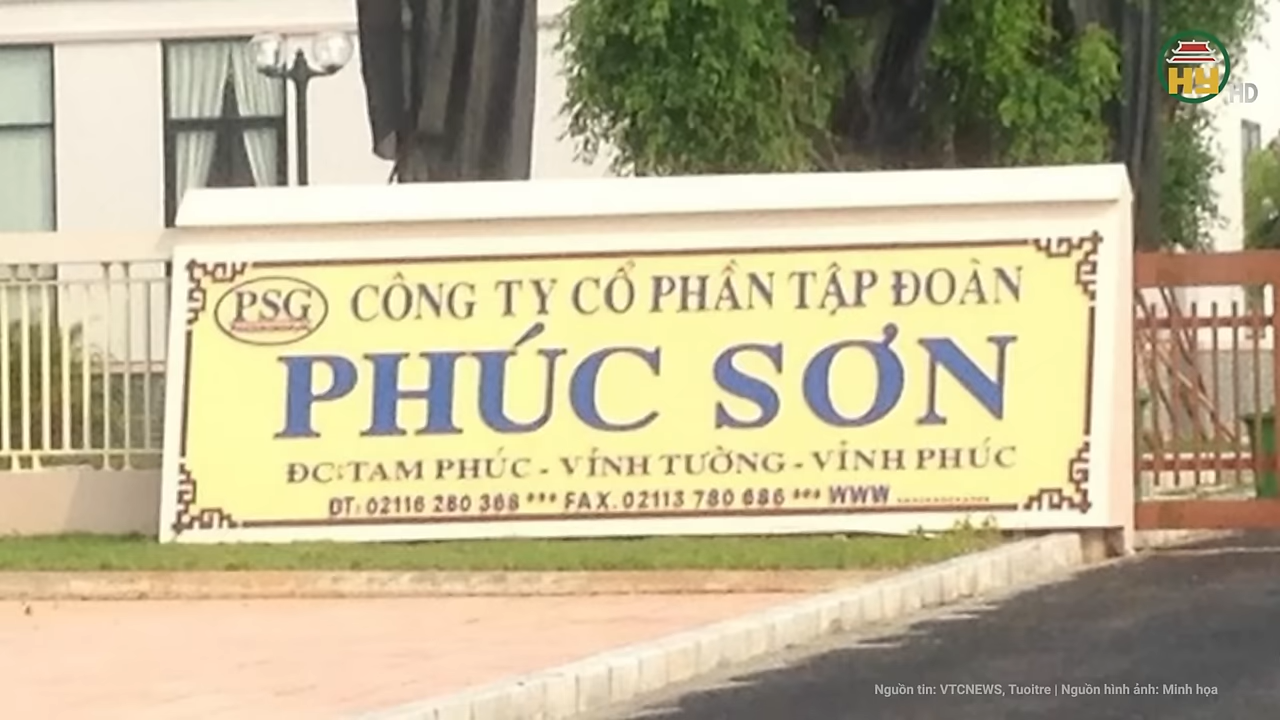 HY HD
PSG
CÔNG TY CỔ PHẦN TẬP ĐOÀN
PHÚC SƠN
ĐC:TAM PHÚC - VĨNH TƯỜNG - VĨNH PHÚC
ĐT: 02116 280 368 *** FAX. 02113 780 686 *** WWW
Nguồn tin: VTCNEWS, Tuoitre | Nguồn hình ảnh: Minh họa